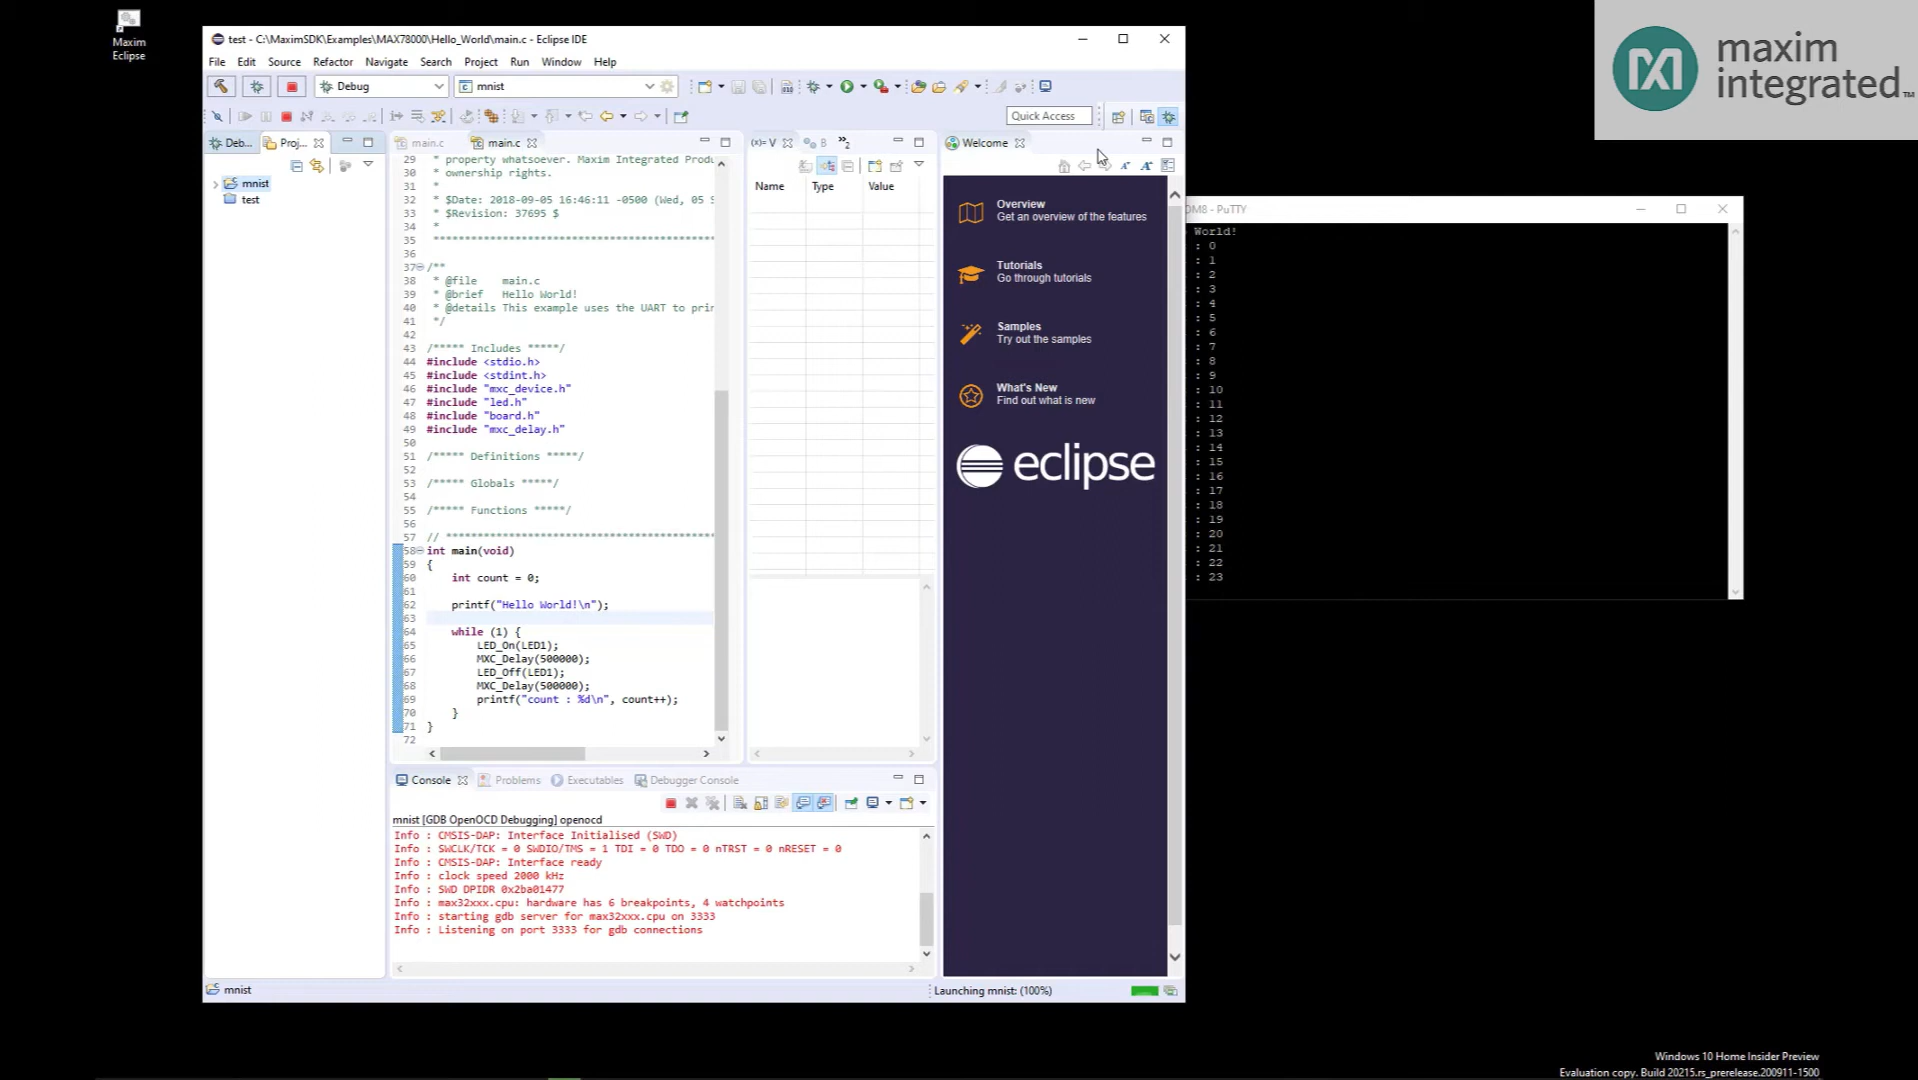 Maxim
Eclipse
test - C:\MaximSDK\Examples\MAX78000\Hello_World\main.c - Eclipse IDE
File Edit Source Refactor Navigate Search Project Run Window Help
Debug
mnist
Quick Access
Deb...
Proj...
mnist
test
main.c
main.c
29 * property whatsoever. Maxim Integrated Produ
30 * ownership rights.
31 *
32 * $Date: 2018-09-05 16:46:11 -0500 (Wed, 05 S
33 * $Revision: 37695 $
34 *
35 ******************************************
36
37 /**
38 * @file    main.c
39 * @brief   Hello World!
40 * @details This example uses the UART to prin
41 */
42
43 /***** Includes *****/
44 #include <stdio.h>
45 #include <stdint.h>
46 #include "mxc_device.h"
47 #include "led.h"
48 #include "board.h"
49 #include "mxc_delay.h"
50
51 /***** Definitions *****/
52
53 /***** Globals *****/
54
55 /***** Functions *****/
56
57 // ******************************************
58 int main(void)
59 {
60     int count = 0;
61
62     printf("Hello World!\n");
63
64     while (1) {
65         LED_On(LED1);
66         MXC_Delay(500000);
67         LED_Off(LED1);
68         MXC_Delay(500000);
69         printf("count : %d\n", count++);
70     }
71 }
72
(x)= V
B
»2
Name Type Value
Welcome
Overview
Get an overview of the features
Tutorials
Go through tutorials
Samples
Try out the samples
What's New
Find out what is new
eclipse
Console
Problems
Executables
Debugger Console
mnist [GDB OpenOCD Debugging] openocd
Info : CMSIS-DAP: Interface Initialised (SWD)
Info : SWCLK/TCK = 0 SWDIO/TMS = 1 TDI = 0 TDO = 0 nTRST = 0 nRESET = 0
Info : CMSIS-DAP: Interface ready
Info : clock speed 2000 kHz
Info : SWD DPIDR 0x2ba01477
Info : max32xxx.cpu: hardware has 6 breakpoints, 4 watchpoints
Info : starting gdb server for max32xxx.cpu on 3333
Info : Listening on port 3333 for gdb connections
mnist
Launching mnist: (100%)
OM8 - PuTTY
World!
: 0
: 1
: 2
: 3
: 4
: 5
: 6
: 7
: 8
: 9
: 10
: 11
: 12
: 13
: 14
: 15
: 16
: 17
: 18
: 19
: 20
: 21
: 22
: 23
maxim
integrated™
Windows 10 Home Insider Preview
Evaluation copy. Build 20215.rs_prerelease.200911-1500